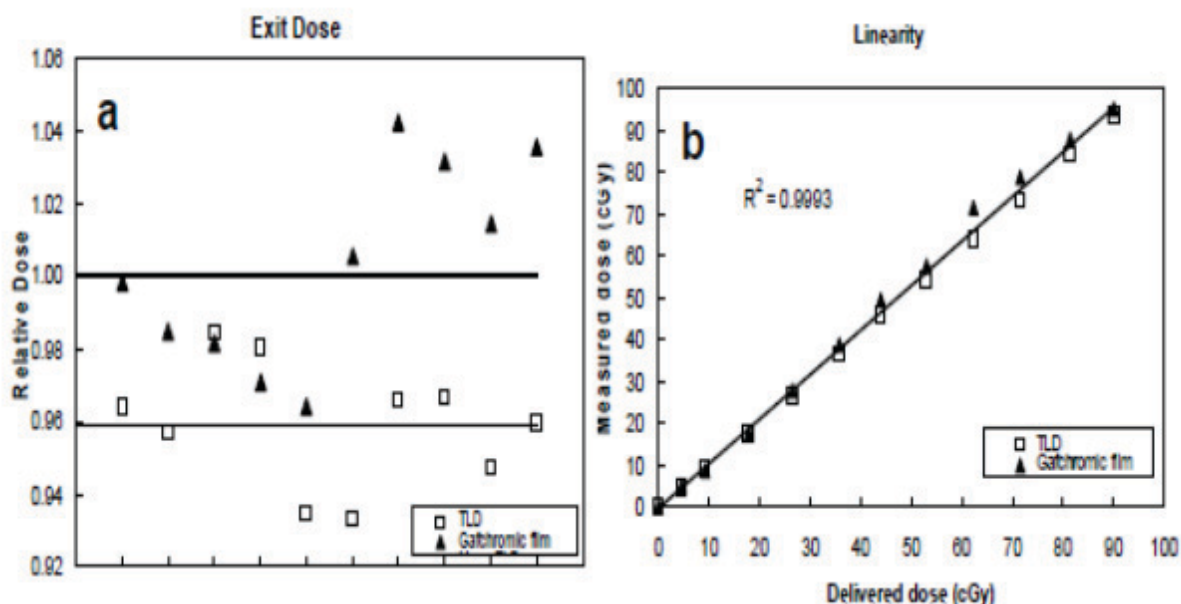 Exit Dose
a
Relative Dose
1.06
1.04
1.02
1.00
0.98
0.96
0.94
0.92
TLD
Gafchromic film
Linearity
b
R² = 0.9993
Measured dose (cGy)
100
90
80
70
60
50
40
30
20
10
0
TLD
Gafchromic film
0 10 20 30 40 50 60 70 80 90 100
Delivered dose (cGy)